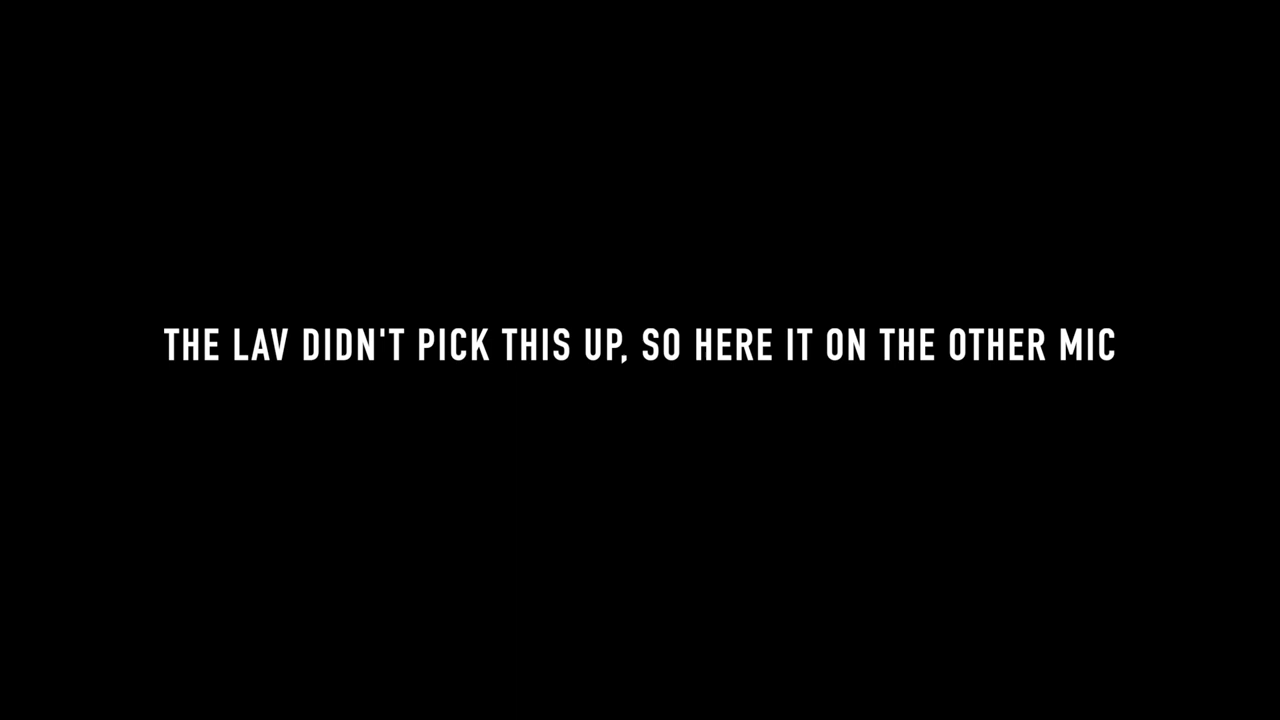 THE LAV DIDN'T PICK THIS UP, SO HERE IT ON THE OTHER MIC